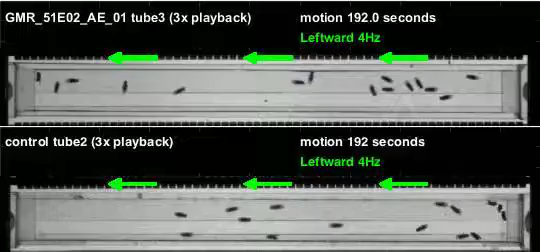 GMR_51E02_AE_01 tube3 (3x playback)
motion 192.0 seconds
Leftward 4Hz
control tube2 (3x playback)
motion 192 seconds
Leftward 4Hz